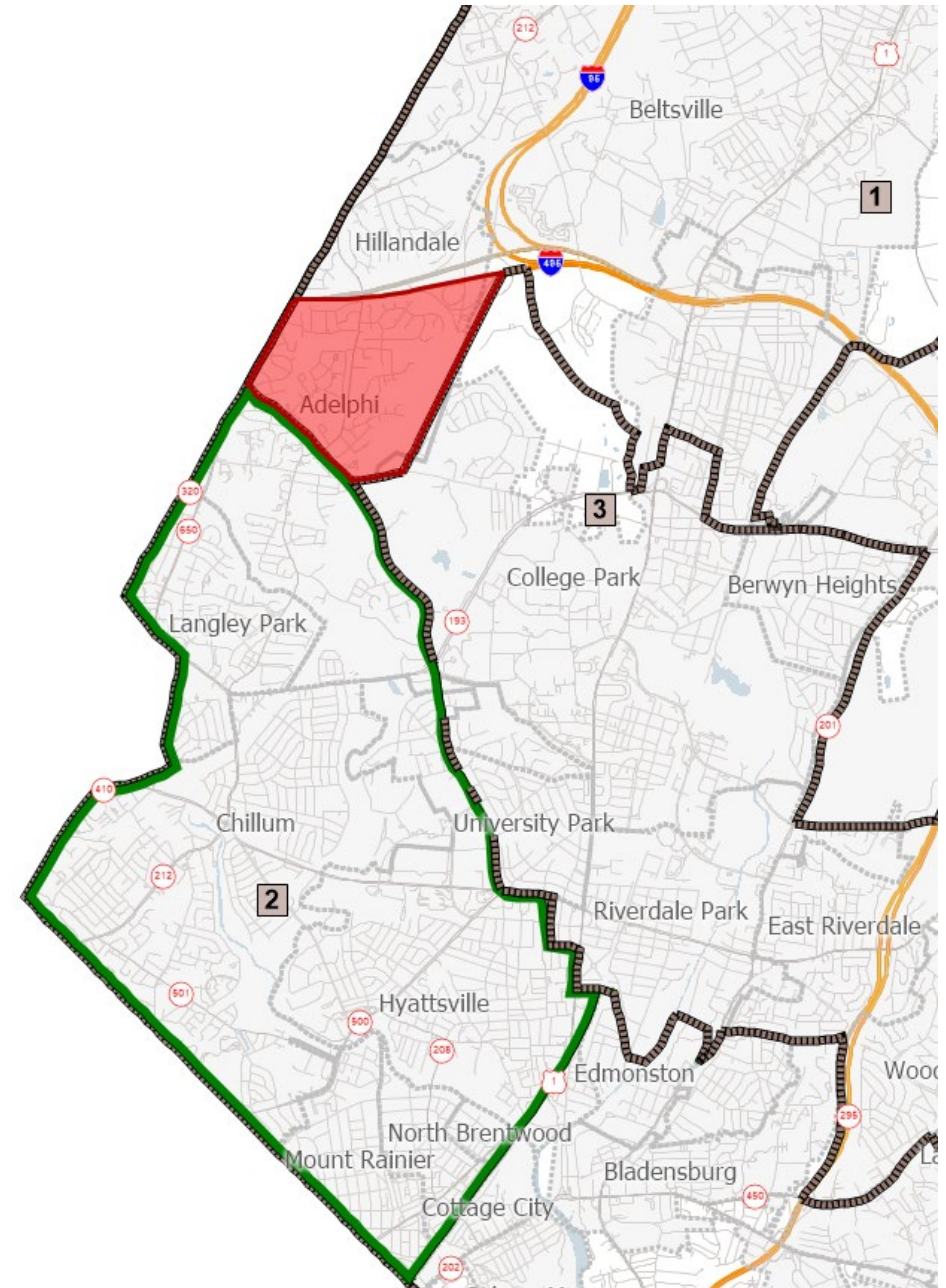 212
1
95
Beltsville
1
Hillandale
495
Adelphi
320
650
3
College Park
Berwyn Heights
193
Langley Park
201
410
Chillum
University Park
212
2
Riverdale Park
East Riverdale
501
Hyattsville
500
208
Edmonston
1
Wood
295
North Brentwood
Mount Rainier
Bladensburg
La
450
Cottage City
202